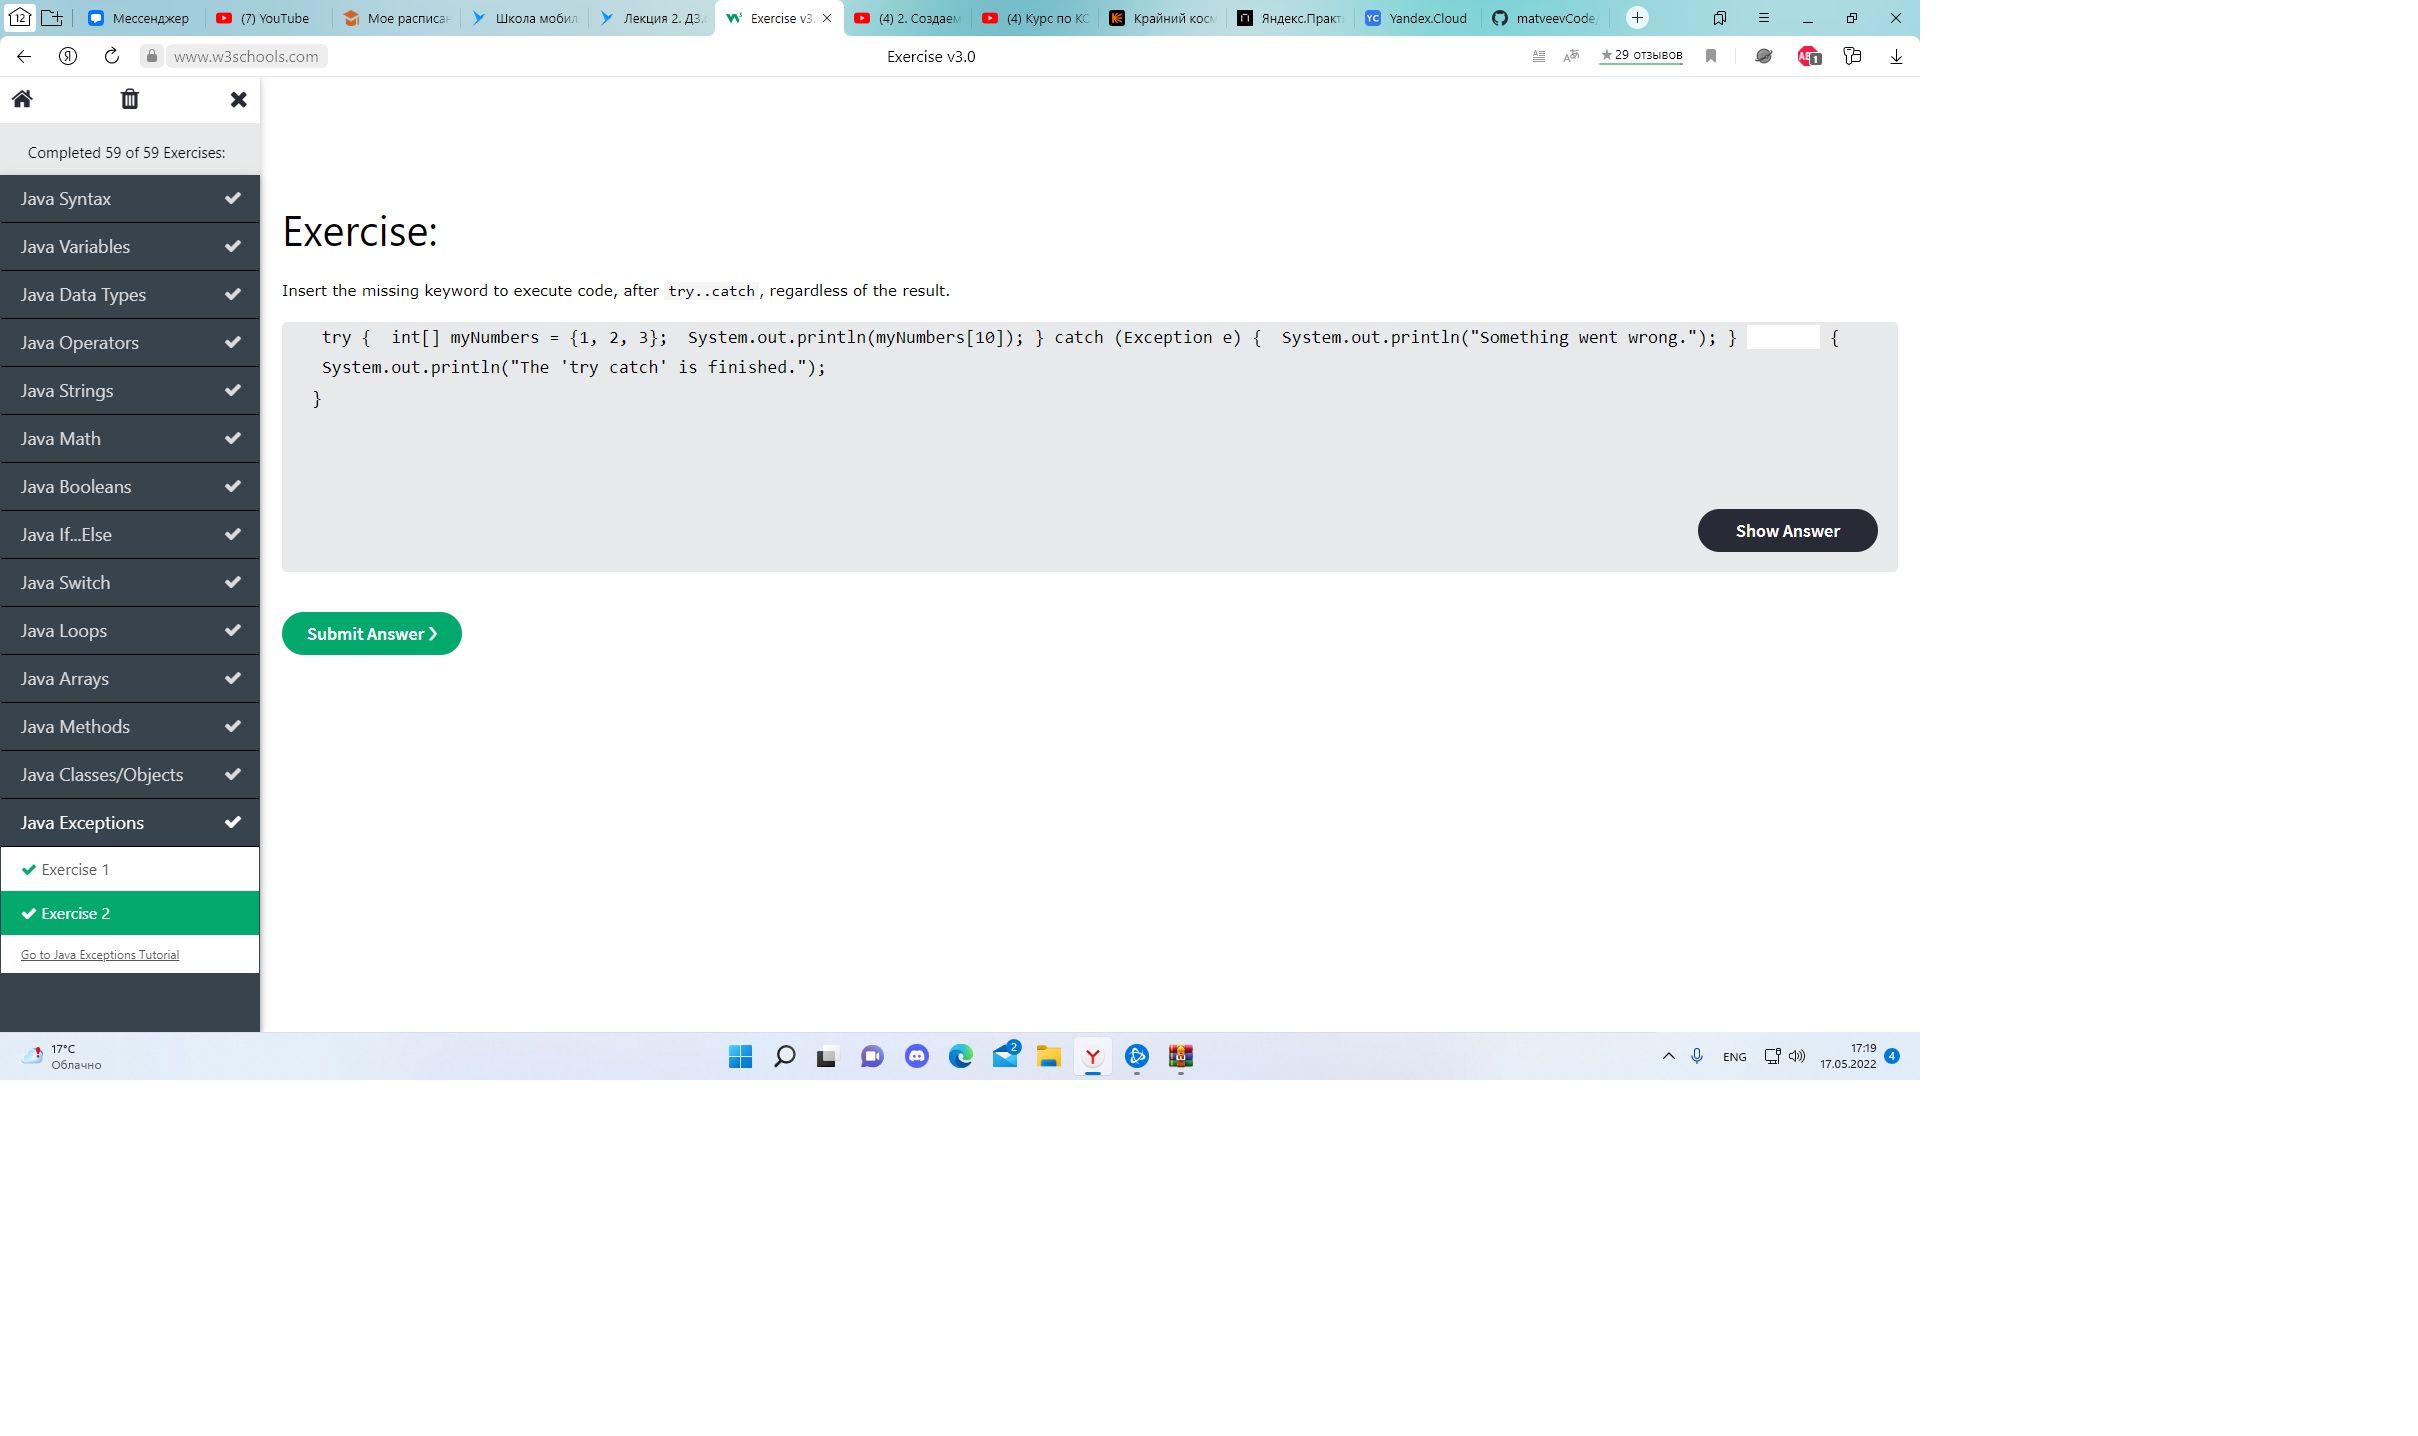 12
Мессенджер
(7) YouTube
Мое расписан
Школа мобил
Лекция 2. ДЗ.
Exercise v3.
(4) 2. Создаем
(4) Курс по КС
Крайний косм
Яндекс.Практ
YC Yandex.Cloud
matveevCode/
www.w3schools.com
Exercise v3.0
29 отзывов
1
Completed 59 of 59 Exercises:
Java Syntax
Java Variables
Java Data Types
Java Operators
Java Strings
Java Math
Java Booleans
Java If...Else
Java Switch
Java Loops
Java Arrays
Java Methods
Java Classes/Objects
Java Exceptions
Exercise 1
Exercise 2
Go to Java Exceptions Tutorial
Exercise:
Insert the missing keyword to execute code, after try..catch, regardless of the result.
try {  int[] myNumbers = {1, 2, 3};  System.out.println(myNumbers[10]); } catch (Exception e) {  System.out.println("Something went wrong."); } {
System.out.println("The 'try catch' is finished.");
}
Show Answer
Submit Answer ❯
17°C
Облачно
2
ENG
17:19
17.05.2022
4